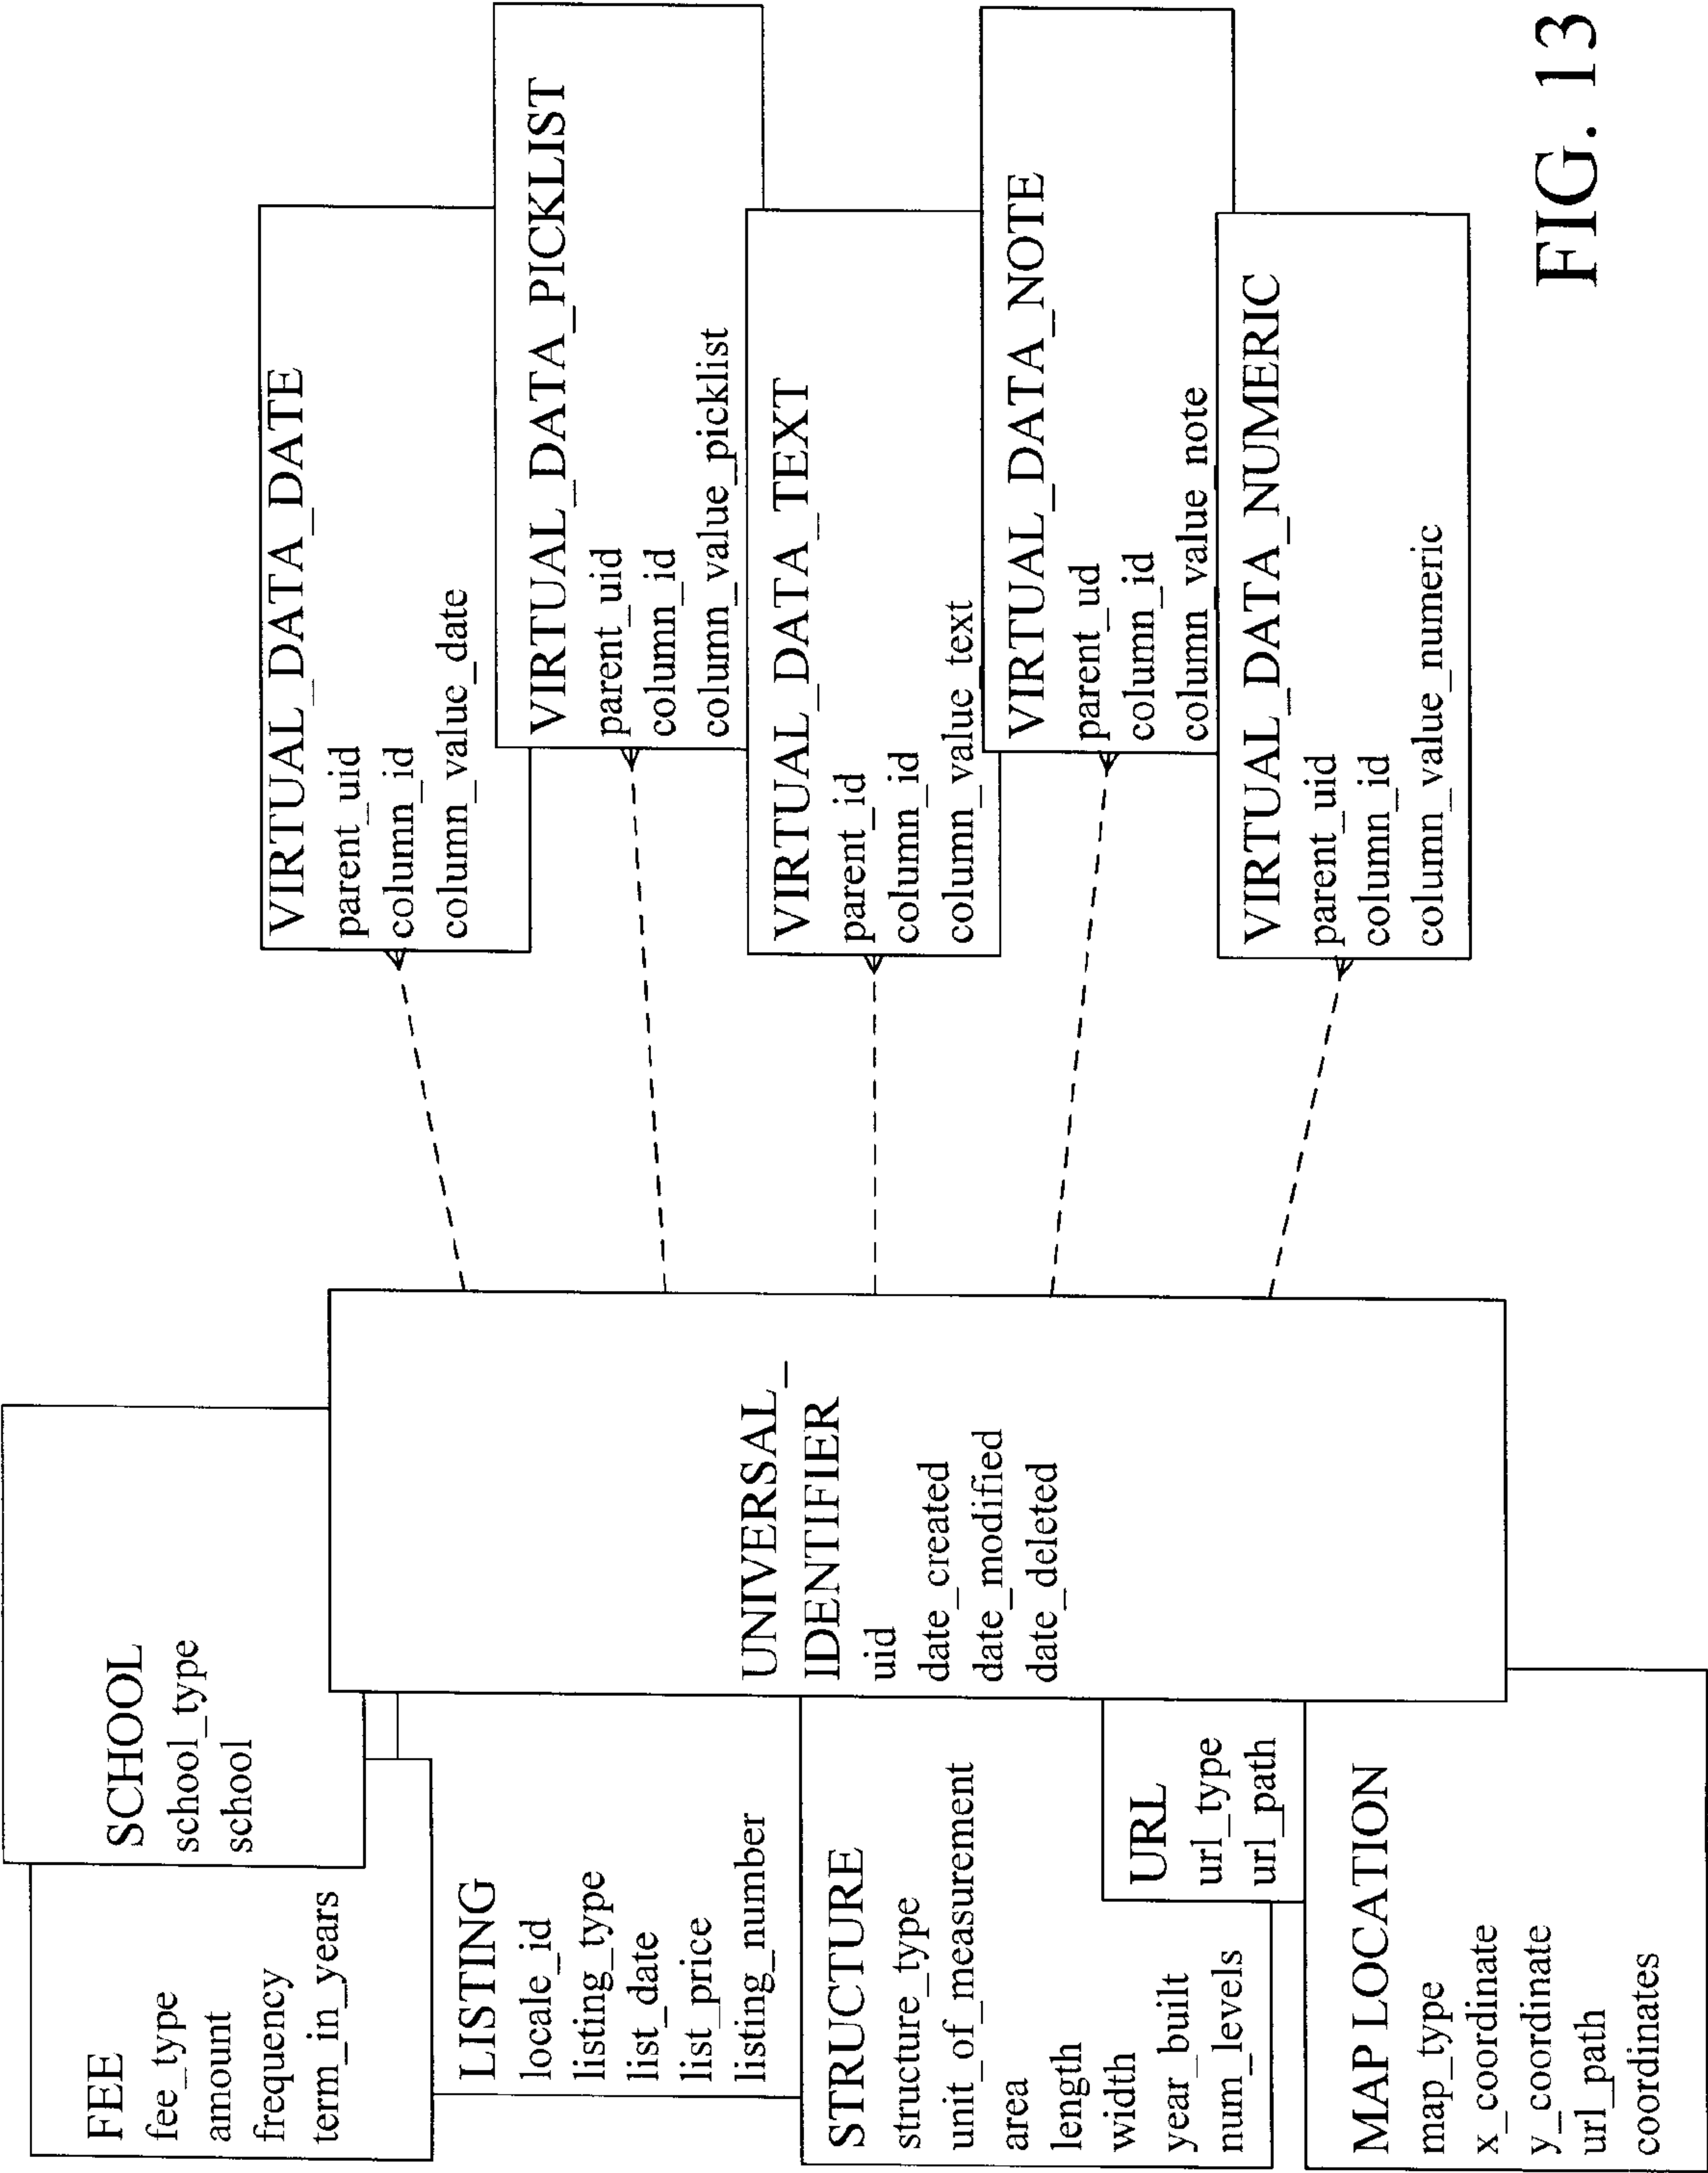 FEE
fee_type
amount
frequency
term_in_years
SCHOOL
school_type
school
LISTING
locale_id
listing_type
list_date
list_price
listing_number
STRUCTURE
structure_type
unit_of_measurement
area
length
width
year_built
num_levels
URL
url_type
url_path
MAP LOCATION
map_type
x_coordinate
y_coordinate
url_path
coordinates
UNIVERSAL_
IDENTIFIER
uid
date_created
date_modified
date_deleted
VIRTUAL_DATA_DATE
parent_uid
column_id
column_value_date
VIRTUAL_DATA_PICKLIST
parent_uid
column_id
column_value_picklist
VIRTUAL_DATA_TEXT
parent_id
column_id
column_value_text
VIRTUAL_DATA_NOTE
parent_ud
column_id
column_value_note
VIRTUAL_DATA_NUMERIC
parent_uid
column_id
column_value_numeric
FIG. 13